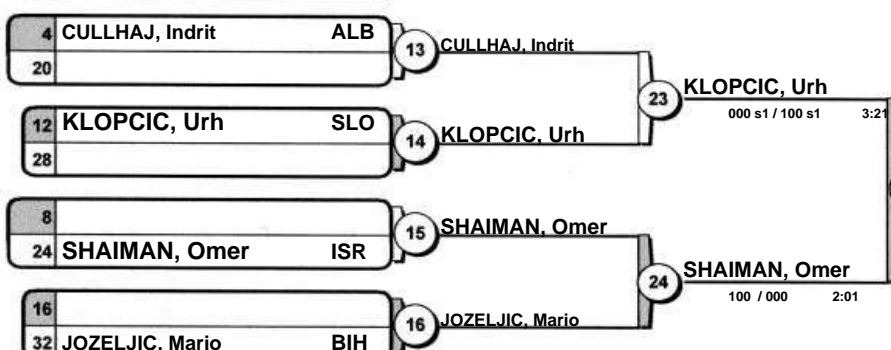 4 CULLHAJ, Indrit ALB
20
13 CULLHAJ, Indrit
12 KLOPCIC, Urh SLO
28
14 KLOPCIC, Urh
23 KLOPCIC, Urh
000 s1 / 100 s1 3:21
8
24 SHAIMAN, Omer ISR
15 SHAIMAN, Omer
16
32 JOZELJIC, Mario BIH
16 JOZELJIC, Mario
24 SHAIMAN, Omer
100 / 000 2:01